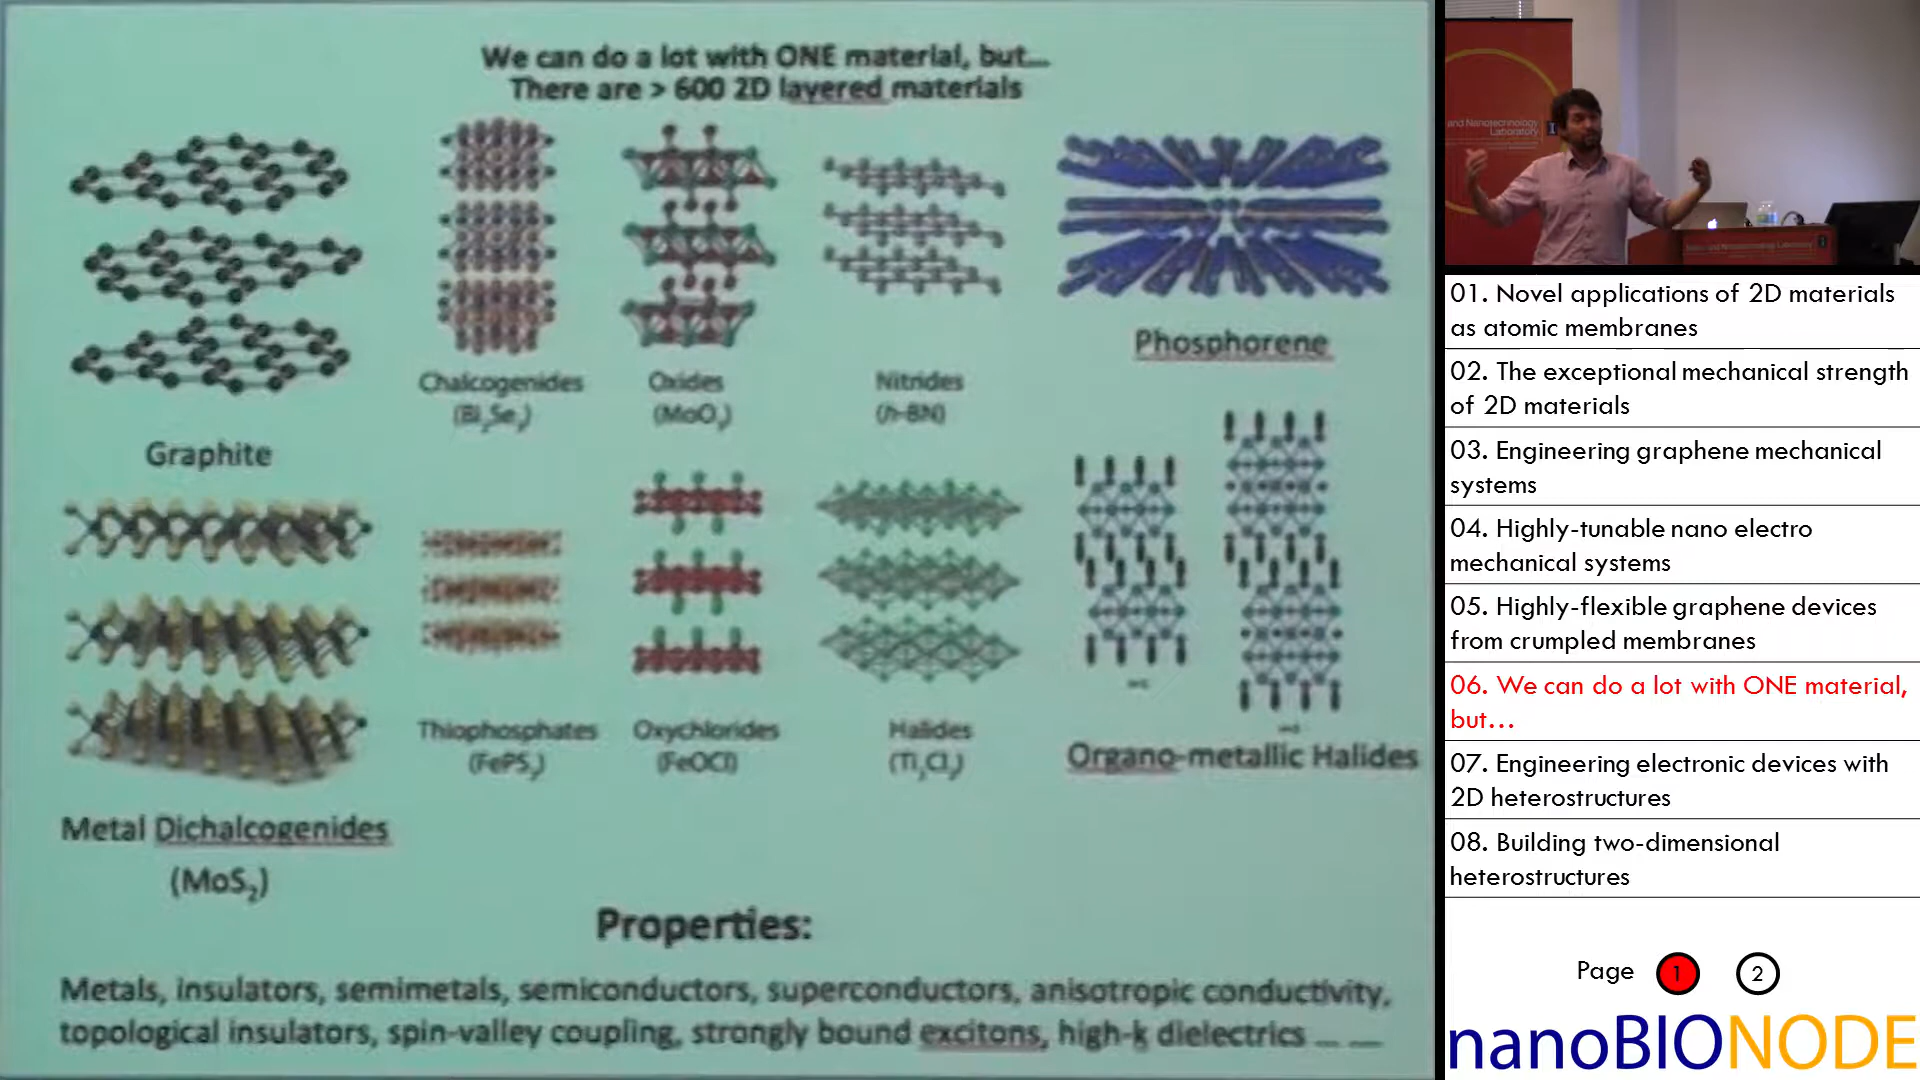 We can do a lot with ONE material, but...
There are > 600 2D layered materials
Graphite
Chalcogenides
(Bi2Se3)
Oxides
(MoO3)
Nitrides
(h-BN)
Phosphorene
Metal Dichalcogenides
(MoS2)
Thiophosphates
(FePS3)
Oxychlorides
(FeOCl)
Halides
Organo-metallic Halides
Properties:
Metals, insulators, semimetals, semiconductors, superconductors, anisotropic conductivity,
topological insulators, spin-valley coupling, strongly bound excitons, high-k dielectrics ... ...
and Nanotechnology
Laboratory
01. Novel applications of 2D materials
as atomic membranes
02. The exceptional mechanical strength
of 2D materials
03. Engineering graphene mechanical
systems
04. Highly-tunable nano electro
mechanical systems
05. Highly-flexible graphene devices
from crumpled membranes
06. We can do a lot with ONE material,
but...
07. Engineering electronic devices with
2D heterostructures
08. Building two-dimensional
heterostructures
Page 1 2
nanoBIONODE